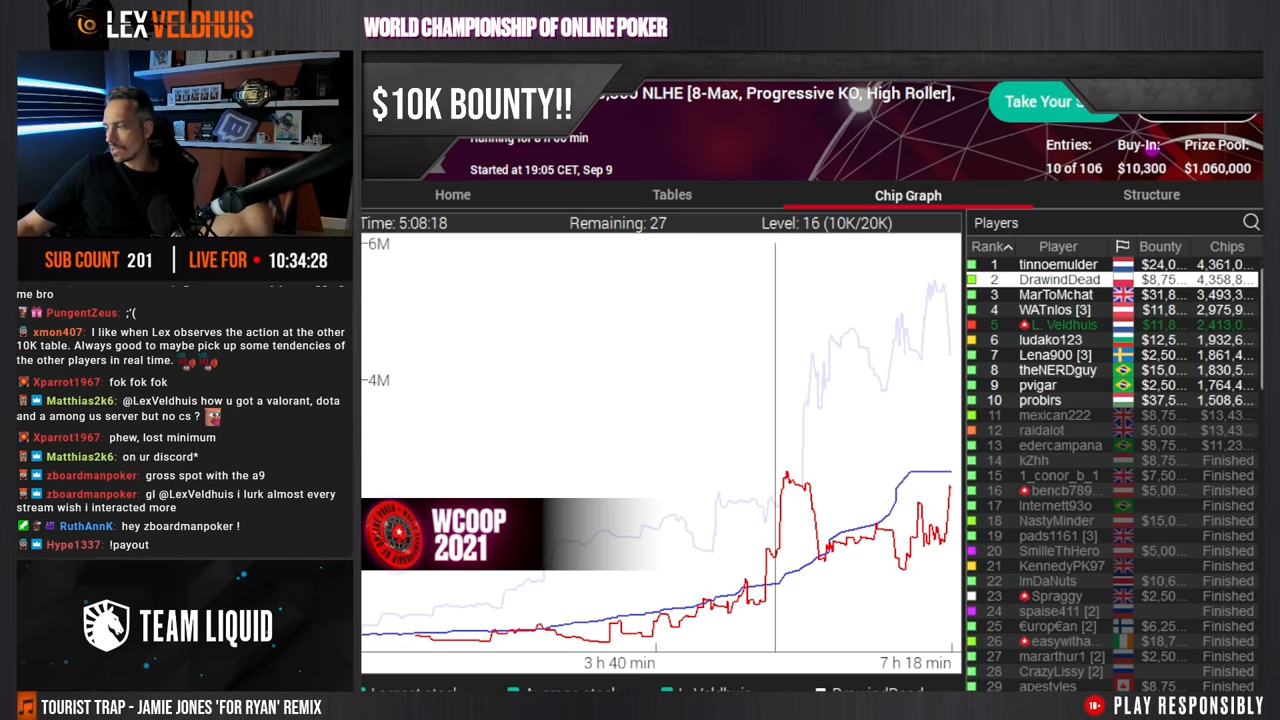 LEXVELDHUIS
WORLD CHAMPIONSHIP OF ONLINE POKER
$10K BOUNTY!!
NLHE [8-Max, Progressive KO, High Roller],
Take Your
Started at 19:05 CET, Sep 9
Entries: Buy-In: Prize Pool:
10 of 106 $10,300 $1,060,000
Home Tables Chip Graph Structure
Time: 5:08:18 Remaining: 27 Level: 16 (10K/20K)
6M
4M
3 h 40 min 7 h 18 min
WCOOP
2021
Players
Rank Player Bounty Chips
1 tinnoemulder $24,0... 4,361,0...
2 DrawindDead $8,75... 4,358,8...
3 MarToMchat $31,8... 3,493,3...
4 WATnlos [3] $11,8... 2,975,9...
5 L. Veldhuis $11,8... 2,413,0...
6 ludako123 $12,5... 1,932,6...
7 Lena900 [3] $2,50... 1,861,4...
8 theNERDguy $15,0... 1,830,5...
9 pvigar $2,50... 1,764,4...
10 probirs $37,5... 1,508,6...
11 mexican222 $8,75... $13,43...
12 raidalot $5,00... $13,43...
13 edercampana $8,75... $11,23...
14 kZhh $8,75... Finished
15 1_conor_b_1 $7,50... Finished
16 bencb789... $5,00... Finished
17 Internett93o Finished
18 NastyMinder $15,0... Finished
19 pads1161 [3] Finished
20 SmilleThHero $5,00... Finished
21 KennedyPK97 Finished
22 ImDaNuts $10,6... Finished
23 Spraggy $2,50... Finished
24 spaise411 [2] Finished
25 €urop€an [2] $6,25... Finished
26 easywitha... $18,7... Finished
27 mararthur1 [2] $2,50... Finished
28 CrazyLissy [2] Finished
29 apestyles $8,75... Finished
SUB COUNT 201 LIVE FOR 10:34:28
me bro
PungentZeus: ;'(
xmon407: I like when Lex observes the action at the other
10K table. Always good to maybe pick up some tendencies of
the other players in real time.
Xparrot1967: fok fok fok
Matthias2k6: @LexVeldhuis how u got a valorant, dota
and a among us server but no cs ?
Xparrot1967: phew, lost minimum
Matthias2k6: on ur discord*
zboardmanpoker: gross spot with the a9
zboardmanpoker: gl @LexVeldhuis i lurk almost every
stream wish i interacted more
RuthAnnK: hey zboardmanpoker !
Hype1337: !payout
TEAM LIQUID
TOURIST TRAP - JAMIE JONES 'FOR RYAN' REMIX
18+ PLAY RESPONSIBLY